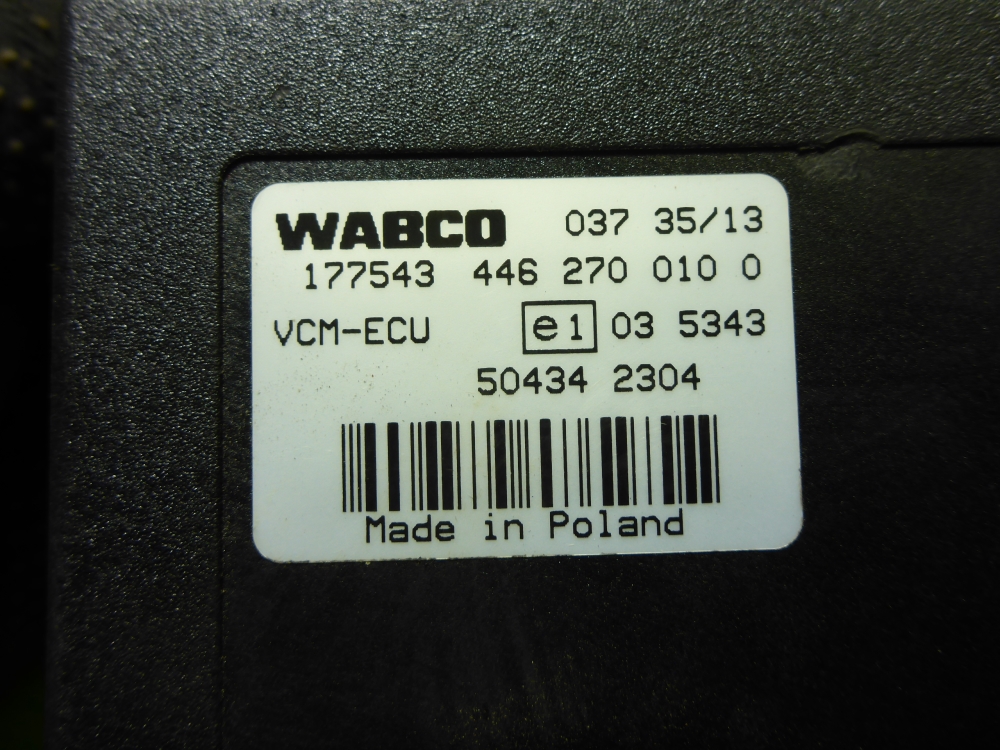 WABCO 037 35/13
177543 446 270 010 0
VCM-ECU e1 03 5343
50434 2304
Made in Poland